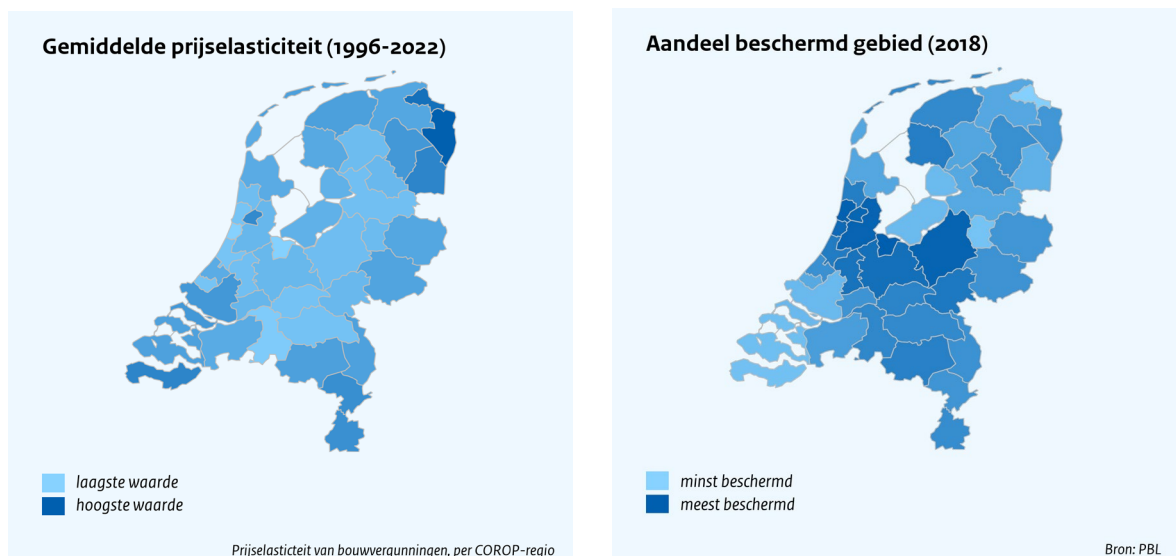 Gemiddelde prijselasticiteit (1996-2022)
laagste waarde
hoogste waarde
Prijselasticteit van bouwvergunningen, per COROP-regio
Aandeel beschermd gebied (2018)
minst beschermd
meest beschermd
Bron: PBL